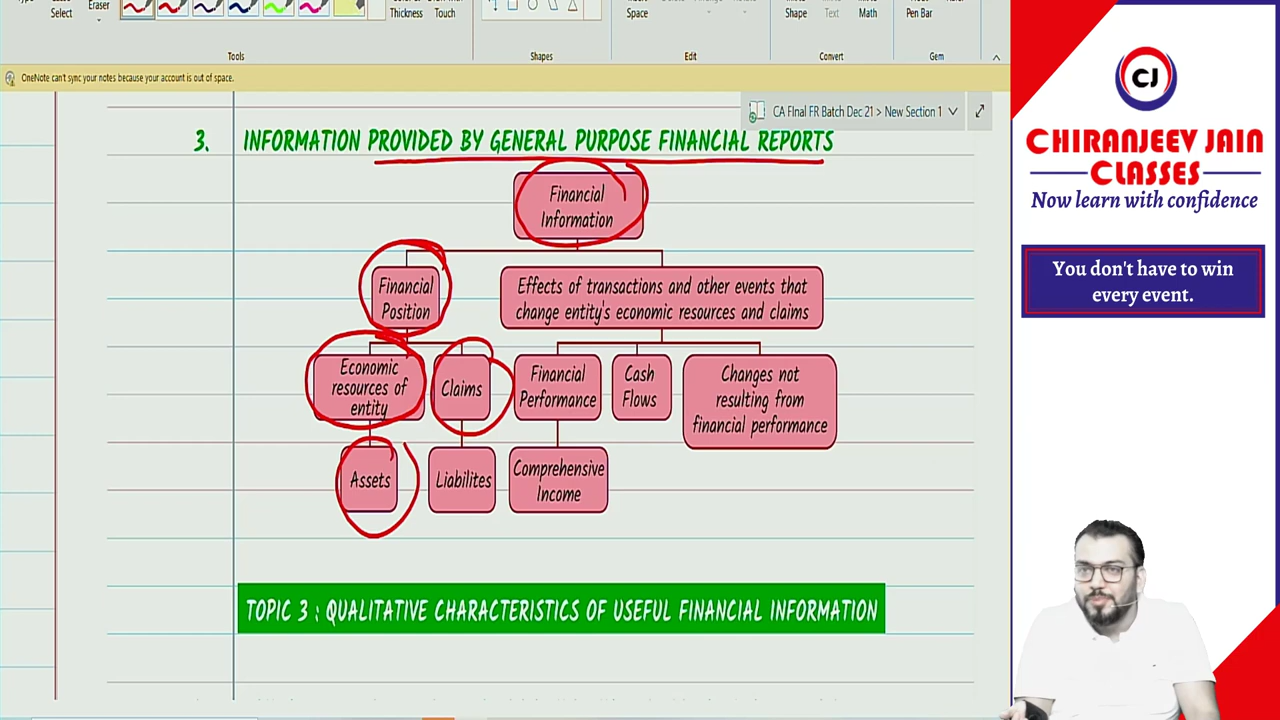 Eraser
Select
Thickness
Touch
Space
Shape
Text
Math
Pen Bar
Tools
Shapes
Edit
Convert
Gem
OneNote can't sync your notes because your account is out of space.
CA FInal FR Batch Dec 21 > New Section 1
3. INFORMATION PROVIDED BY GENERAL PURPOSE FINANCIAL REPORTS
Financial
Information
Financial
Position
Effects of transactions and other events that
change entity's economic resources and claims
Economic
resources of
entity
Claims
Financial
Performance
Cash
Flows
Changes not
resulting from
financial performance
Assets
Liabilites
Comprehensive
Income
TOPIC 3 : QUALITATIVE CHARACTERISTICS OF USEFUL FINANCIAL INFORMATION
CJ
CHIRANJEEV JAIN
CLASSES
Now learn with confidence
You don't have to win
every event.